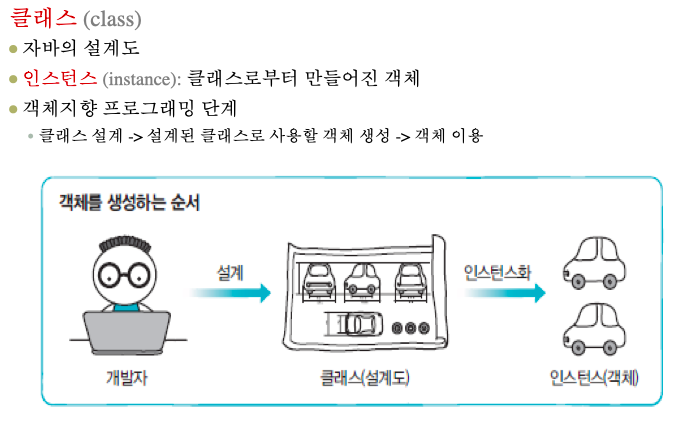 클래스 (class)
자바의 설계도
인스턴스 (instance): 클래스로부터 만들어진 객체
객체지향 프로그래밍 단계
클래스 설계 -> 설계된 클래스로 사용할 객체 생성 -> 객체 이용
객체를 생성하는 순서
설계
인스턴스화
개발자
클래스(설계도)
인스턴스(객체)